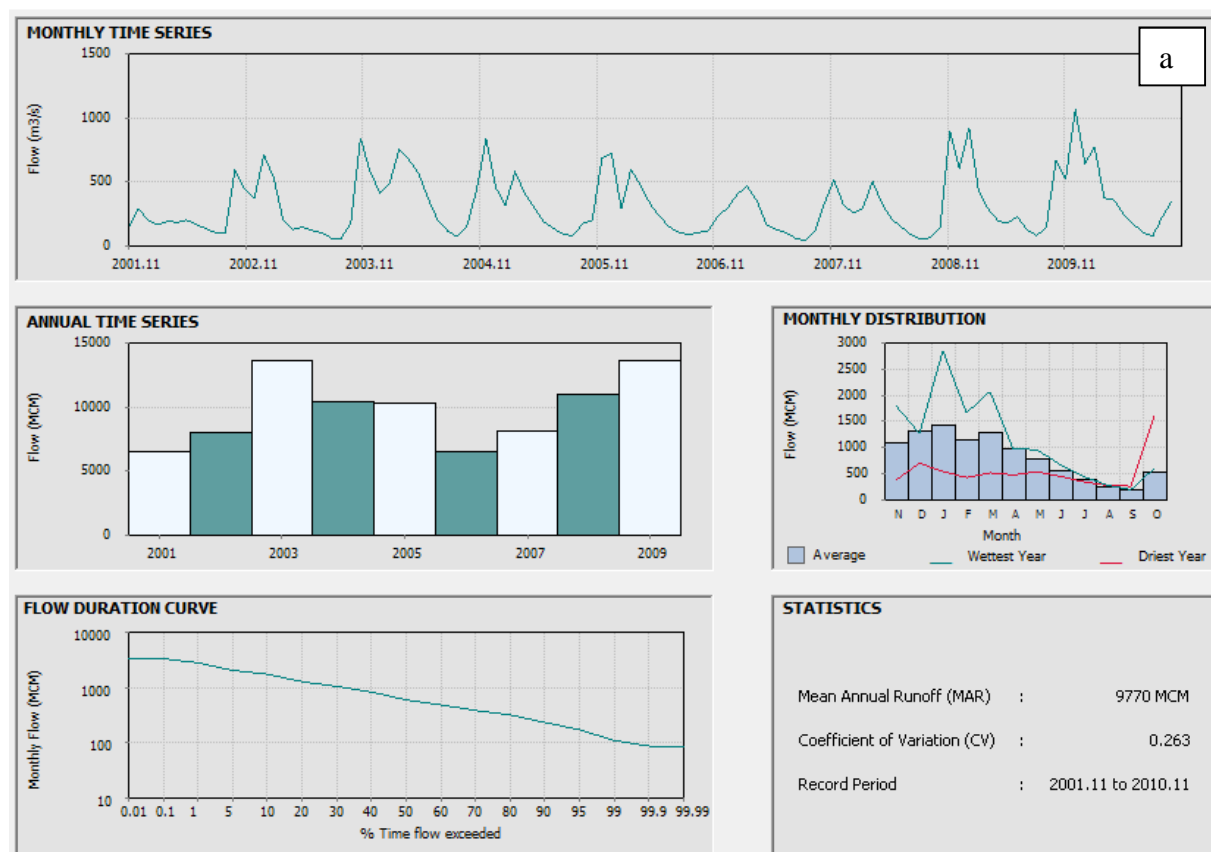 MONTHLY TIME SERIES
a
Flow (m3/s)
1500
1000
500
0
2001.11 2002.11 2003.11 2004.11 2005.11 2006.11 2007.11 2008.11 2009.11
ANNUAL TIME SERIES
Flow (MCM)
15000
10000
5000
0
2001 2003 2005 2007 2009
MONTHLY DISTRIBUTION
Flow (MCM)
3000
2500
2000
1500
1000
500
0
N D J F M A M J J A S O
Month
Average Wettest Year Driest Year
FLOW DURATION CURVE
Monthly Flow (MCM)
10000
1000
100
10
0.01 0.1 1 5 10 20 30 40 50 60 70 80 90 95 99 99.9 99.99
% Time flow exceeded
STATISTICS
Mean Annual Runoff (MAR) : 9770 MCM
Coefficient of Variation (CV) : 0.263
Record Period : 2001.11 to 2010.11